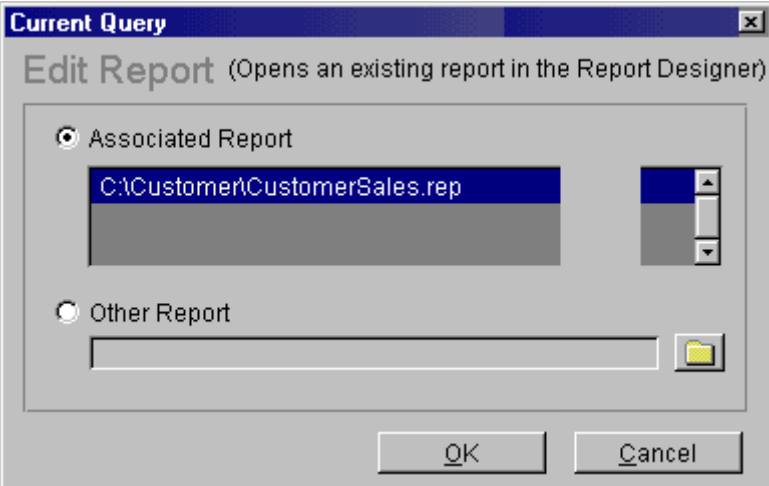 Current Query
Edit Report (Opens an existing report in the Report Designer)
Associated Report
C:\Customer\CustomerSales.rep
Other Report
OK Cancel